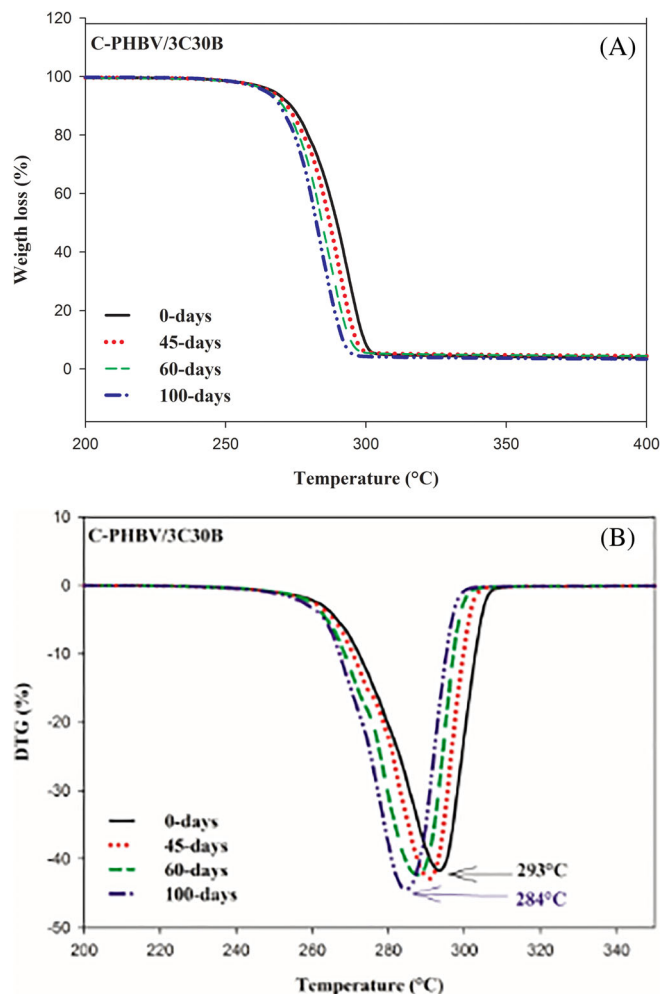 C-PHBV/3C30B
(A)
120
100
80
60
40
20
0
Weigth loss (%)
0-days
45-days
60-days
100-days
200 250 300 350 400
Temperature (°C)
C-PHBV/3C30B
(B)
10
0
-10
-20
-30
-40
-50
DTG (%)
0-days
45-days
60-days
100-days
293°C
284°C
200 220 240 260 280 300 320 340
Temperature (°C)